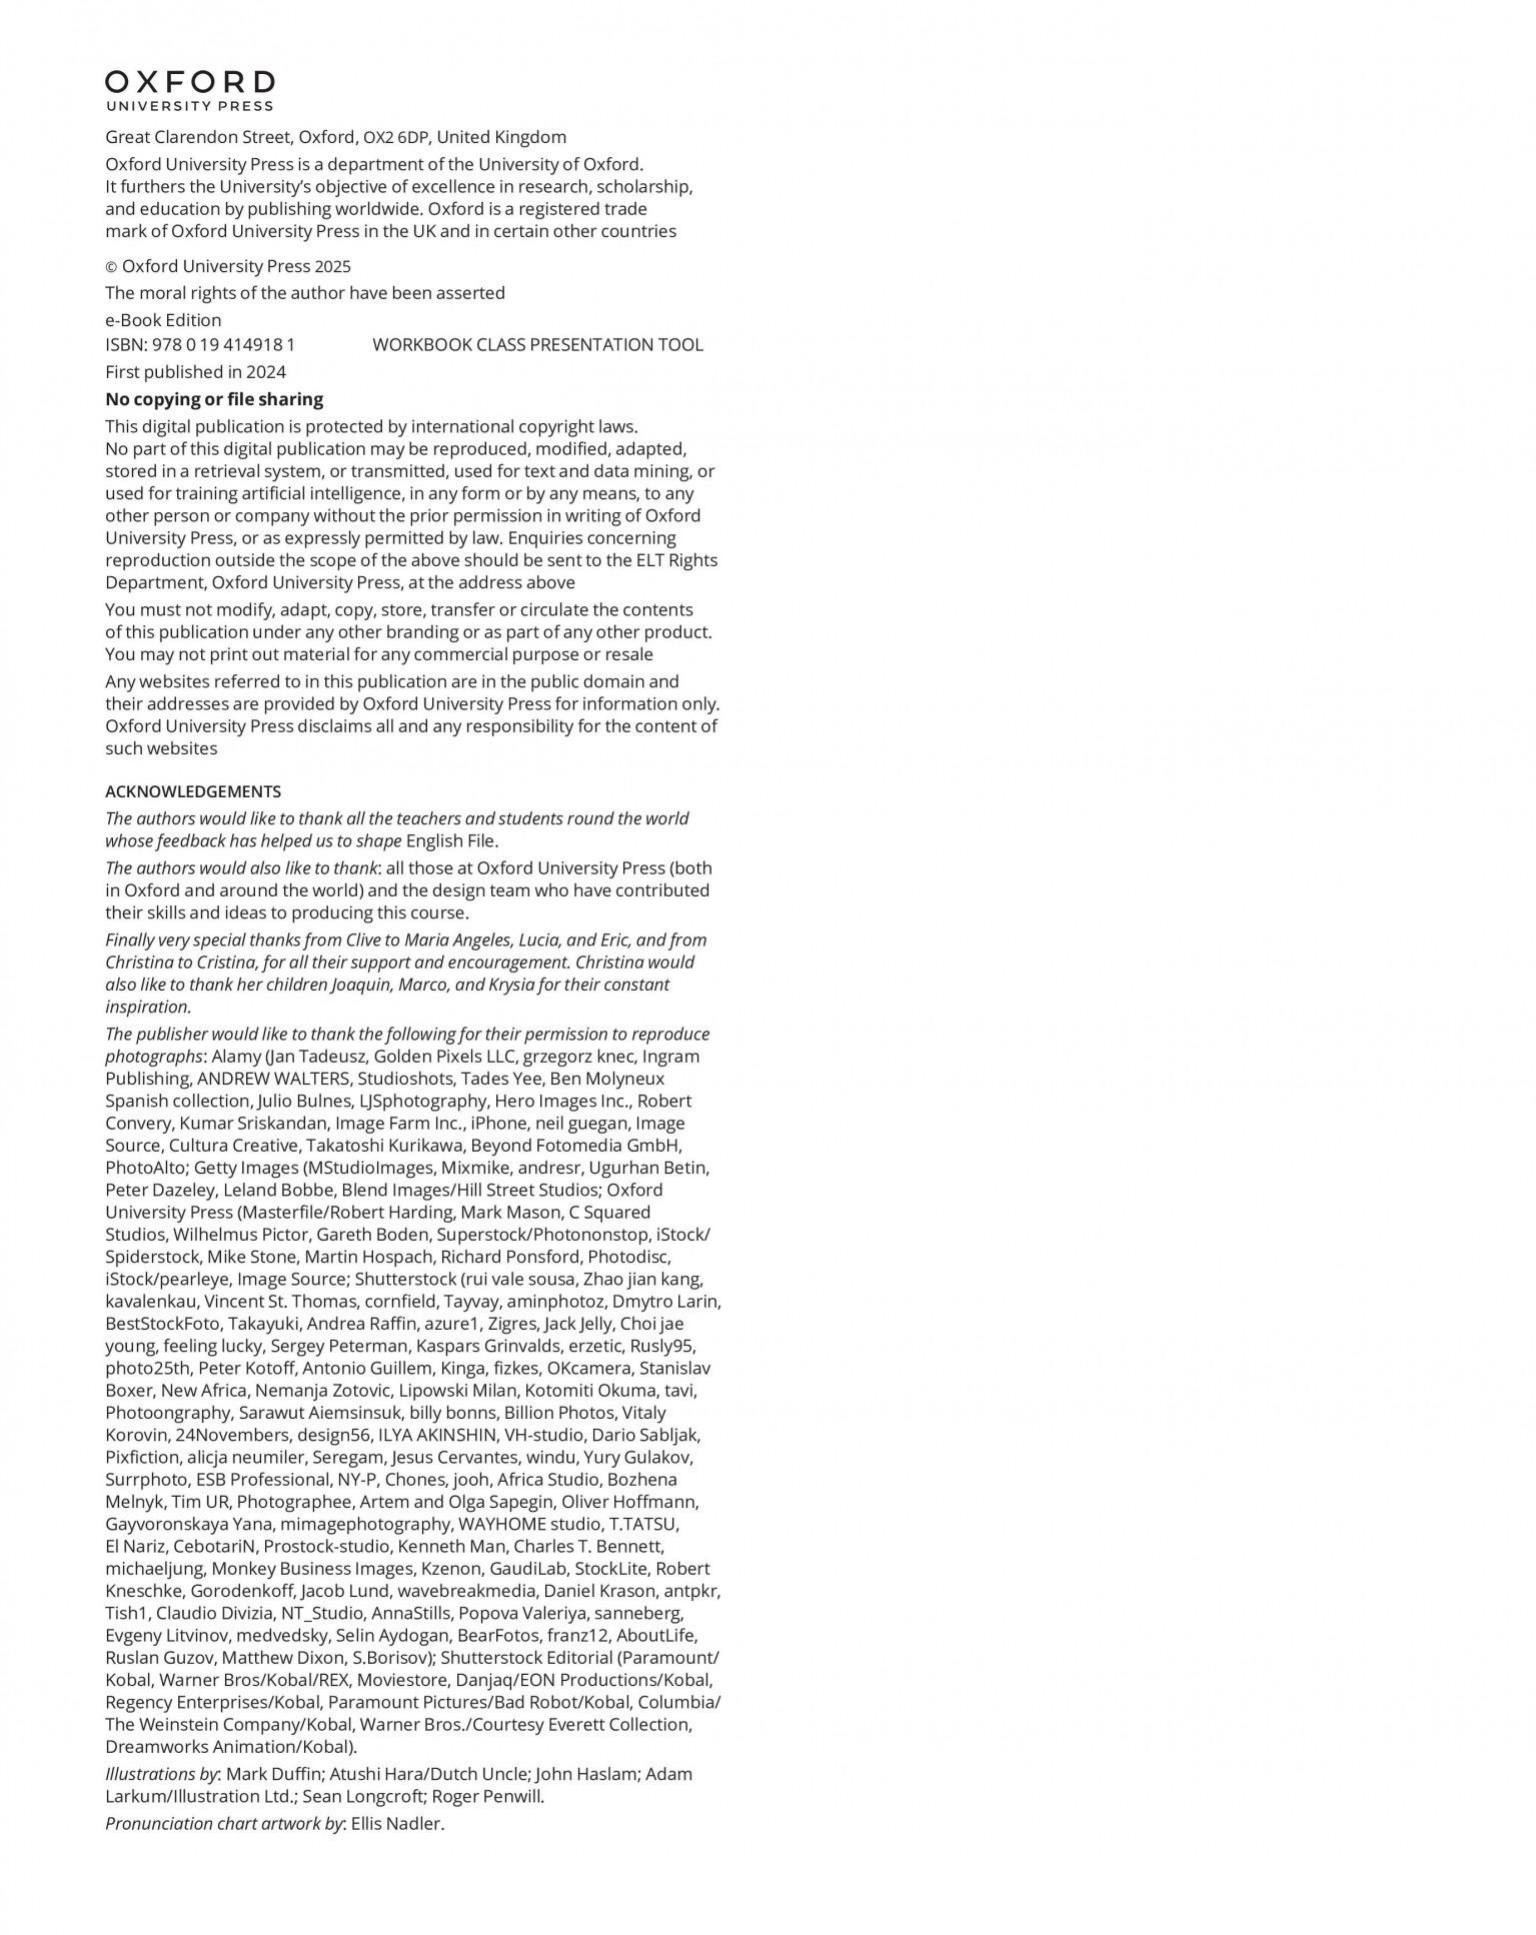 OXFORD
UNIVERSITY PRESS
Great Clarendon Street, Oxford, OX2 6DP, United Kingdom
Oxford University Press is a department of the University of Oxford.
It furthers the University’s objective of excellence in research, scholarship,
and education by publishing worldwide. Oxford is a registered trade
mark of Oxford University Press in the UK and in certain other countries
© Oxford University Press 2025
The moral rights of the author have been asserted
e-Book Edition
ISBN: 978 0 19 414918 1 WORKBOOK CLASS PRESENTATION TOOL
First published in 2024
No copying or file sharing
This digital publication is protected by international copyright laws.
No part of this digital publication may be reproduced, modified, adapted,
stored in a retrieval system, or transmitted, used for text and data mining, or
used for training artificial intelligence, in any form or by any means, to any
other person or company without the prior permission in writing of Oxford
University Press, or as expressly permitted by law. Enquiries concerning
reproduction outside the scope of the above should be sent to the ELT Rights
Department, Oxford University Press, at the address above
You must not modify, adapt, copy, store, transfer or circulate the contents
of this publication under any other branding or as part of any other product.
You may not print out material for any commercial purpose or resale
Any websites referred to in this publication are in the public domain and
their addresses are provided by Oxford University Press for information only.
Oxford University Press disclaims all and any responsibility for the content of
such websites
ACKNOWLEDGEMENTS
The authors would like to thank all the teachers and students round the world
whose feedback has helped us to shape English File.
The authors would also like to thank: all those at Oxford University Press (both
in Oxford and around the world) and the design team who have contributed
their skills and ideas to producing this course.
Finally very special thanks from Clive to Maria Angeles, Lucia, and Eric, and from
Christina to Cristina, for all their support and encouragement. Christina would
also like to thank her children Joaquin, Marco, and Krysia for their constant
inspiration.
The publisher would like to thank the following for their permission to reproduce
photographs: Alamy (Jan Tadeusz, Golden Pixels LLC, grzegorz knec, Ingram
Publishing, ANDREW WALTERS, Studioshots, Tades Yee, Ben Molyneux
Spanish collection, Julio Bulnes, LJSphotography, Hero Images Inc., Robert
Convery, Kumar Sriskandan, Image Farm Inc., iPhone, neil guegan, Image
Source, Cultura Creative, Takatoshi Kurikawa, Beyond Fotomedia GmbH,
PhotoAlto; Getty Images (MStudioImages, Mixmike, andresr, Ugurhan Betin,
Peter Dazeley, Leland Bobbe, Blend Images/Hill Street Studios; Oxford
University Press (Masterfile/Robert Harding, Mark Mason, C Squared
Studios, Wilhelmus Pictor, Gareth Boden, Superstock/Photononstop, iStock/
Spiderstock, Mike Stone, Martin Hospach, Richard Ponsford, Photodisc,
iStock/pearleye, Image Source; Shutterstock (rui vale sousa, Zhao jian kang,
kavalenkau, Vincent St. Thomas, cornfield, Tayvay, aminphotoz, Dmytro Larin,
BestStockFoto, Takayuki, Andrea Raffin, azure1, Zigres, Jack Jelly, Choi jae
young, feeling lucky, Sergey Peterman, Kaspars Grinvalds, erzetic, Rusly95,
photo25th, Peter Kotoff, Antonio Guillem, Kinga, fizkes, OKcamera, Stanislav
Boxer, New Africa, Nemanja Zotovic, Lipowski Milan, Kotomiti Okuma, tavi,
Photoongraphy, Sarawut Aiemsinsuk, billy bonns, Billion Photos, Vitaly
Korovin, 24Novembers, design56, ILYA AKINSHIN, VH-studio, Dario Sabljak,
Pixfiction, alicja neumiler, Seregam, Jesus Cervantes, windu, Yury Gulakov,
Surrphoto, ESB Professional, NY-P, Chones, jooh, Africa Studio, Bozhena
Melnyk, Tim UR, Photographee, Artem and Olga Sapegin, Oliver Hoffmann,
Gayvoronskaya Yana, mimagephotography, WAYHOME studio, T.TATSU,
El Nariz, CebotariN, Prostock-studio, Kenneth Man, Charles T. Bennett,
michaeljung, Monkey Business Images, Kzenon, GaudiLab, StockLite, Robert
Kneschke, Gorodenkoff, Jacob Lund, wavebreakmedia, Daniel Krason, antpkr,
Tish1, Claudio Divizia, NT_Studio, AnnaStills, Popova Valeriya, sanneberg,
Evgeny Litvinov, medvedsky, Selin Aydogan, BearFotos, franz12, AboutLife,
Ruslan Guzov, Matthew Dixon, S.Borisov); Shutterstock Editorial (Paramount/
Kobal, Warner Bros/Kobal/REX, Moviestore, Danjaq/EON Productions/Kobal,
Regency Enterprises/Kobal, Paramount Pictures/Bad Robot/Kobal, Columbia/
The Weinstein Company/Kobal, Warner Bros./Courtesy Everett Collection,
Dreamworks Animation/Kobal).
Illustrations by: Mark Duffin; Atushi Hara/Dutch Uncle; John Haslam; Adam
Larkum/Illustration Ltd.; Sean Longcroft; Roger Penwill.
Pronunciation chart artwork by: Ellis Nadler.